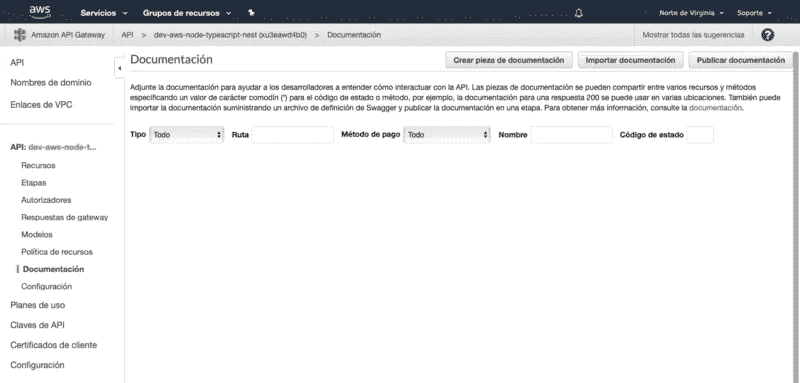 aws Servicios Grupos de recursos Norte de Virginia Soporte
Amazon API Gateway API > dev-aws-node-typescript-nest (xu3eawd4b0) > Documentación Mostrar todas las sugerencias ?
API
Nombres de dominio
Enlaces de VPC
API: dev-aws-node-t...
Recursos
Etapas
Autorizadores
Respuestas de gateway
Modelos
Política de recursos
Documentación
Configuración
Planes de uso
Claves de API
Certificados de cliente
Configuración
Documentación Crear pieza de documentación Importar documentación Publicar documentación
Adjunte la documentación para ayudar a los desarrolladores a entender cómo interactuar con la API. Las piezas de documentación se pueden compartir entre varios recursos y métodos
especificando un valor de carácter comodín (*) para el código de estado o método, por ejemplo, la documentación para una respuesta 200 se puede usar en varias ubicaciones. También puede
importar la documentación suministrando un archivo de definición de Swagger y publicar la documentación en una etapa. Para obtener más información, consulte la documentación.
Tipo Todo Ruta Método de pago Todo Nombre Código de estado